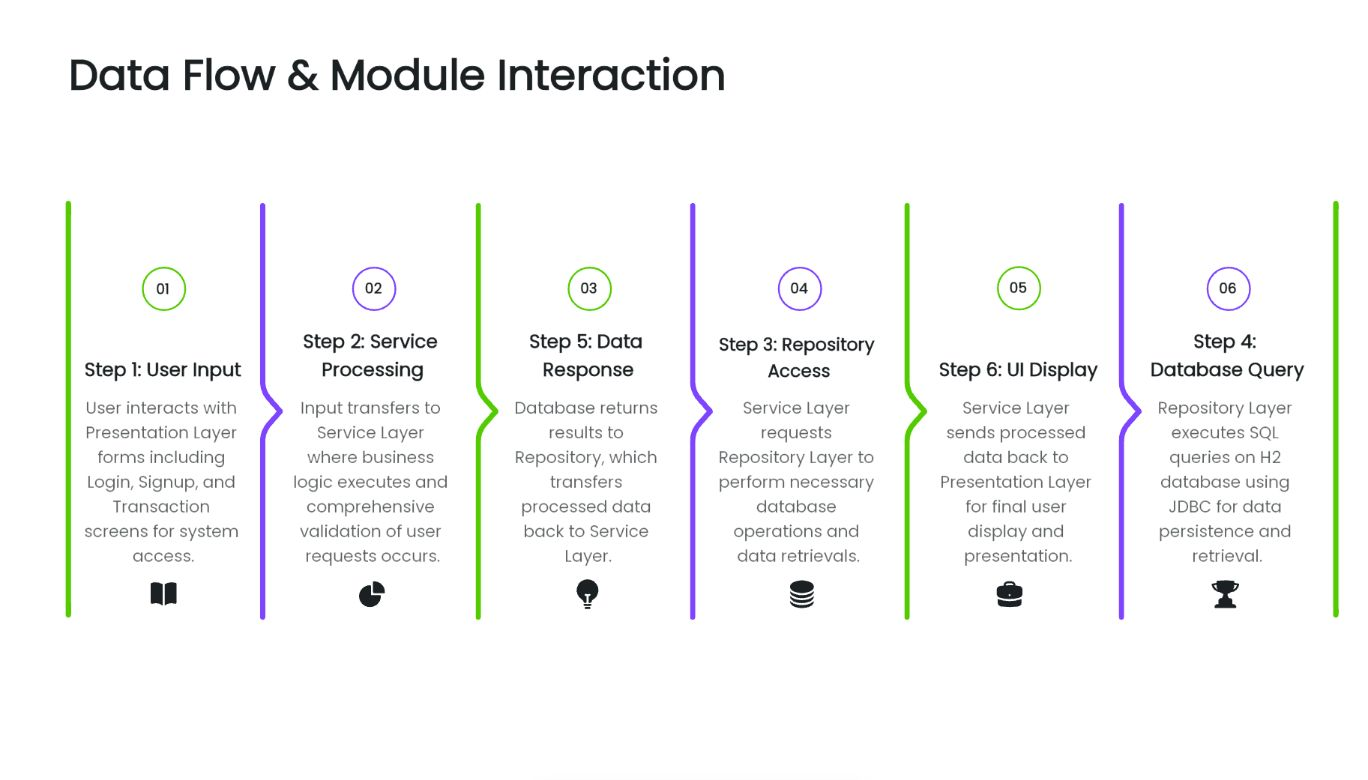 Data Flow & Module Interaction
01
Step 1: User Input
User interacts with
Presentation Layer
forms including
Login, Signup, and
Transaction
screens for system
access.
02
Step 2: Service
Processing
Input transfers to
Service Layer
where business
logic executes and
comprehensive
validation of user
requests occurs.
03
Step 5: Data
Response
Database returns
results to
Repository, which
transfers
processed data
back to Service
Layer.
04
Step 3: Repository
Access
Service Layer
requests
Repository Layer to
perform necessary
database
operations and
data retrievals.
05
Step 6: UI Display
Service Layer
sends processed
data back to
Presentation Layer
for final user
display and
presentation.
06
Step 4:
Database Query
Repository Layer
executes SQL
queries on H2
database using
JDBC for data
persistence and
retrieval.